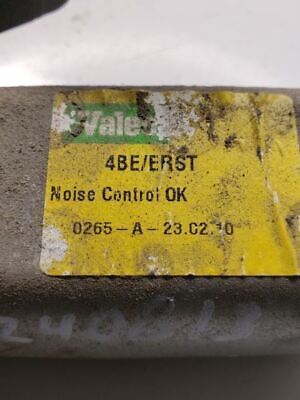 Valeo
4BE/ERST
Noise Control OK
0265-A-23.02.10